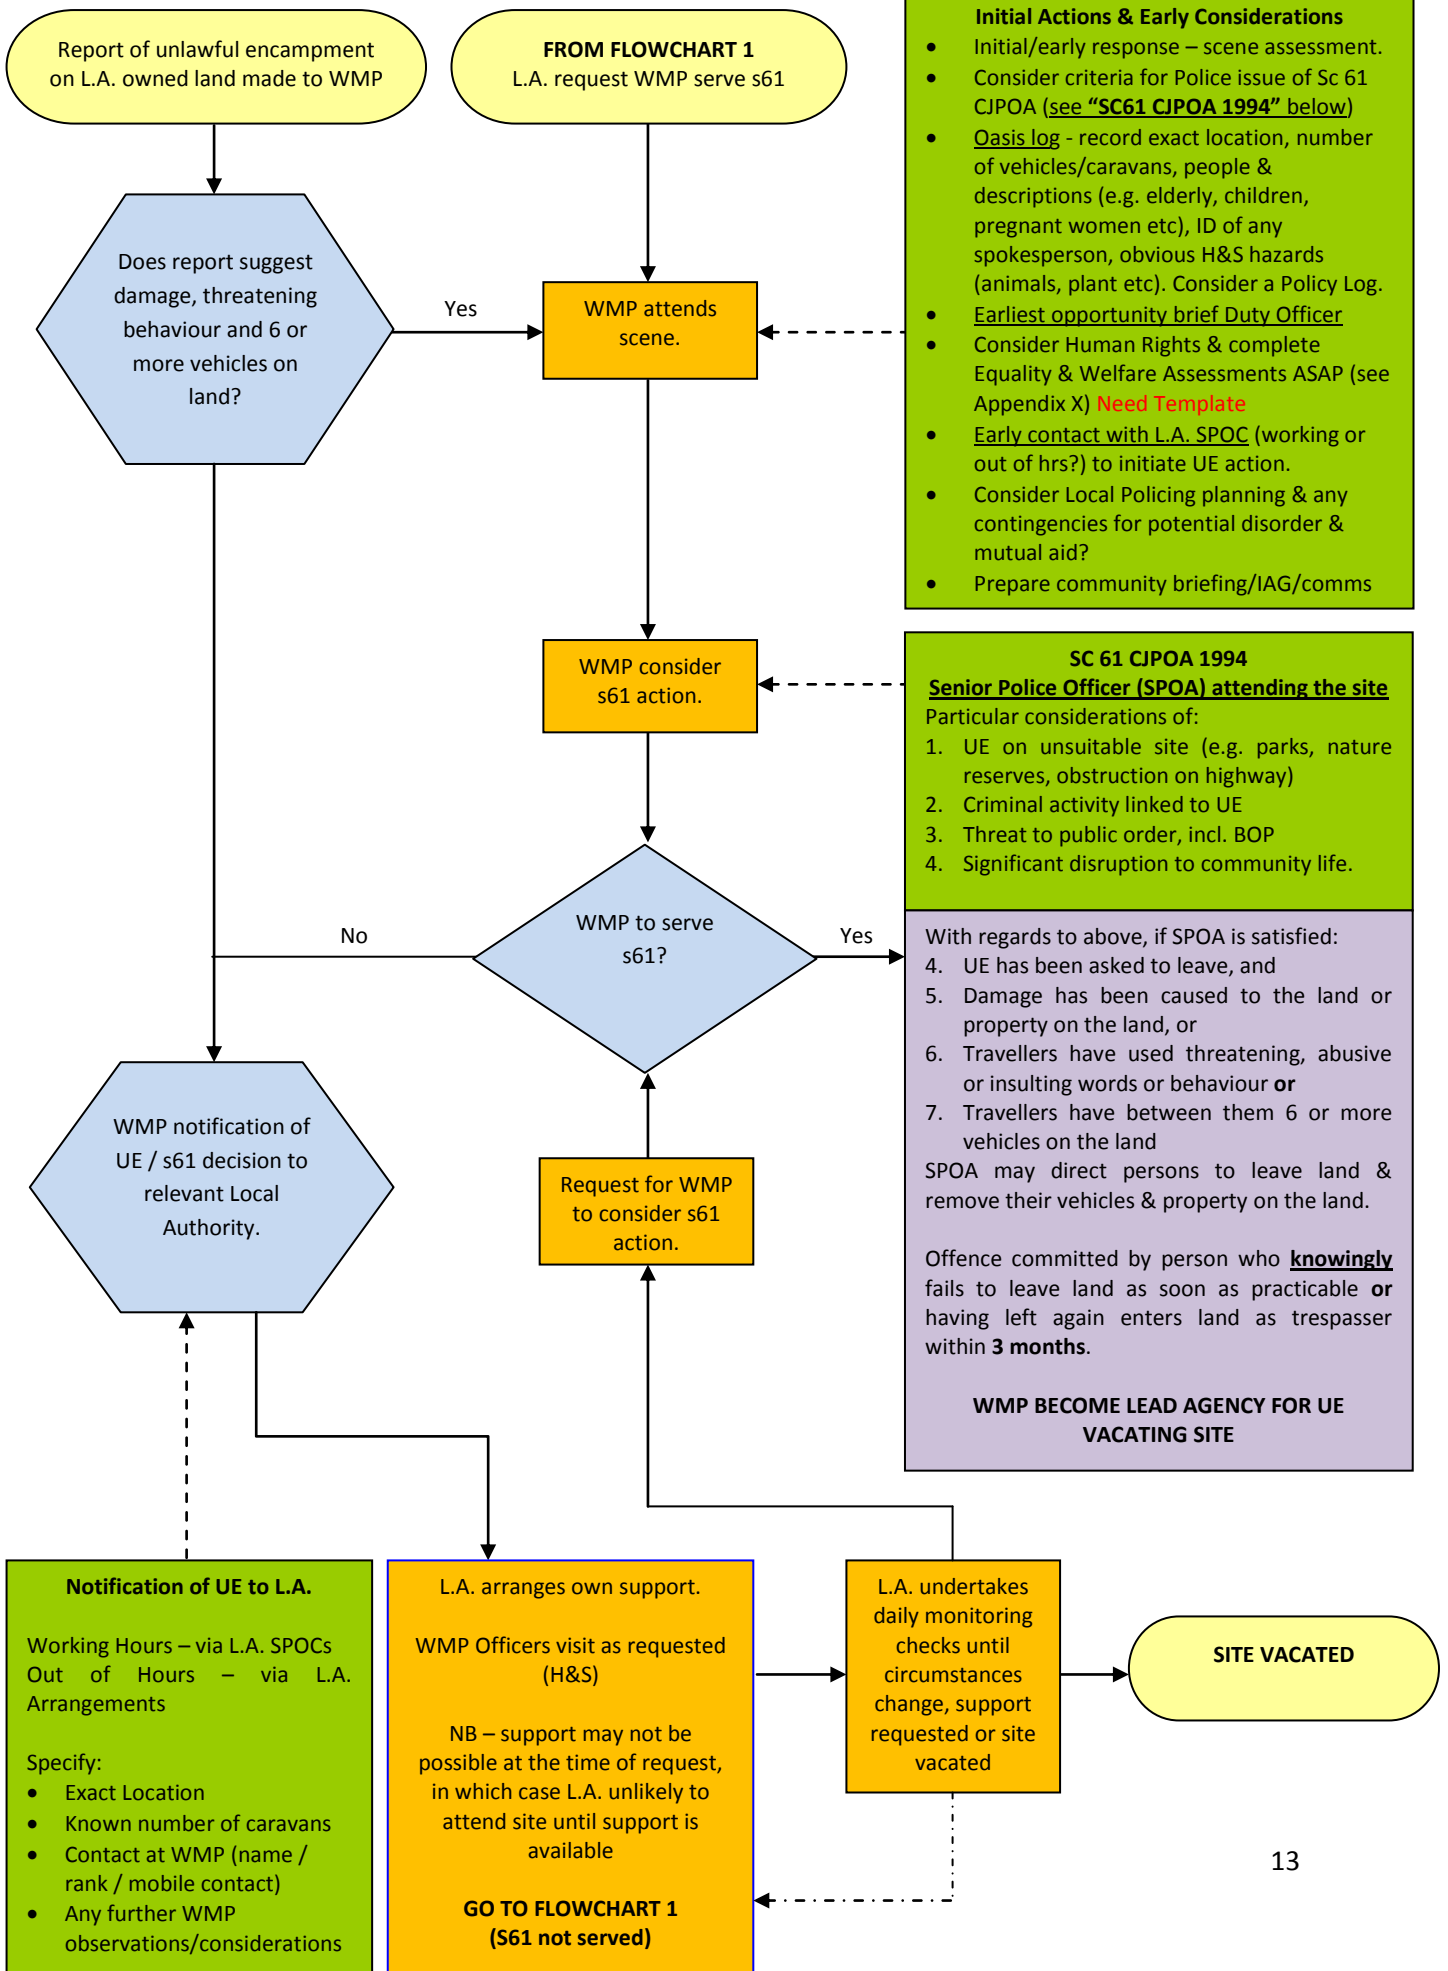 Report of unlawful encampment
on L.A. owned land made to WMP
FROM FLOWCHART 1
L.A. request WMP serve s61
Initial Actions & Early Considerations
• Initial/early response – scene assessment.
• Consider criteria for Police issue of Sc 61
CJPOA (see “SC61 CJPOA 1994” below)
• Oasis log - record exact location, number
of vehicles/caravans, people &
descriptions (e.g. elderly, children,
pregnant women etc), ID of any
spokesperson, obvious H&S hazards
(animals, plant etc). Consider a Policy Log.
• Earliest opportunity brief Duty Officer
• Consider Human Rights & complete
Equality & Welfare Assessments ASAP (see
Appendix X) Need Template
• Early contact with L.A. SPOC (working or
out of hrs?) to initiate UE action.
• Consider Local Policing planning & any
contingencies for potential disorder &
mutual aid?
• Prepare community briefing/IAG/comms
Does report suggest
damage, threatening
behaviour and 6 or
more vehicles on
land?
Yes
WMP attends
scene.
WMP consider
s61 action.
SC 61 CJPOA 1994
Senior Police Officer (SPOA) attending the site
Particular considerations of:
1. UE on unsuitable site (e.g. parks, nature
reserves, obstruction on highway)
2. Criminal activity linked to UE
3. Threat to public order, incl. BOP
4. Significant disruption to community life.
WMP to serve
s61?
No
Yes
With regards to above, if SPOA is satisfied:
4. UE has been asked to leave, and
5. Damage has been caused to the land or
property on the land, or
6. Travellers have used threatening, abusive
or insulting words or behaviour or
7. Travellers have between them 6 or more
vehicles on the land
SPOA may direct persons to leave land &
remove their vehicles & property on the land.
Offence committed by person who knowingly
fails to leave land as soon as practicable or
having left again enters land as trespasser
within 3 months.
WMP BECOME LEAD AGENCY FOR UE
VACATING SITE
WMP notification of
UE / s61 decision to
relevant Local
Authority.
Request for WMP
to consider s61
action.
Notification of UE to L.A.
Working Hours – via L.A. SPOCs
Out of Hours – via L.A.
Arrangements
Specify:
• Exact Location
• Known number of caravans
• Contact at WMP (name /
rank / mobile contact)
• Any further WMP
observations/considerations
L.A. arranges own support.
WMP Officers visit as requested
(H&S)
NB – support may not be
possible at the time of request,
in which case L.A. unlikely to
attend site until support is
available
GO TO FLOWCHART 1
(S61 not served)
L.A. undertakes
daily monitoring
checks until
circumstances
change, support
requested or site
vacated
SITE VACATED
13